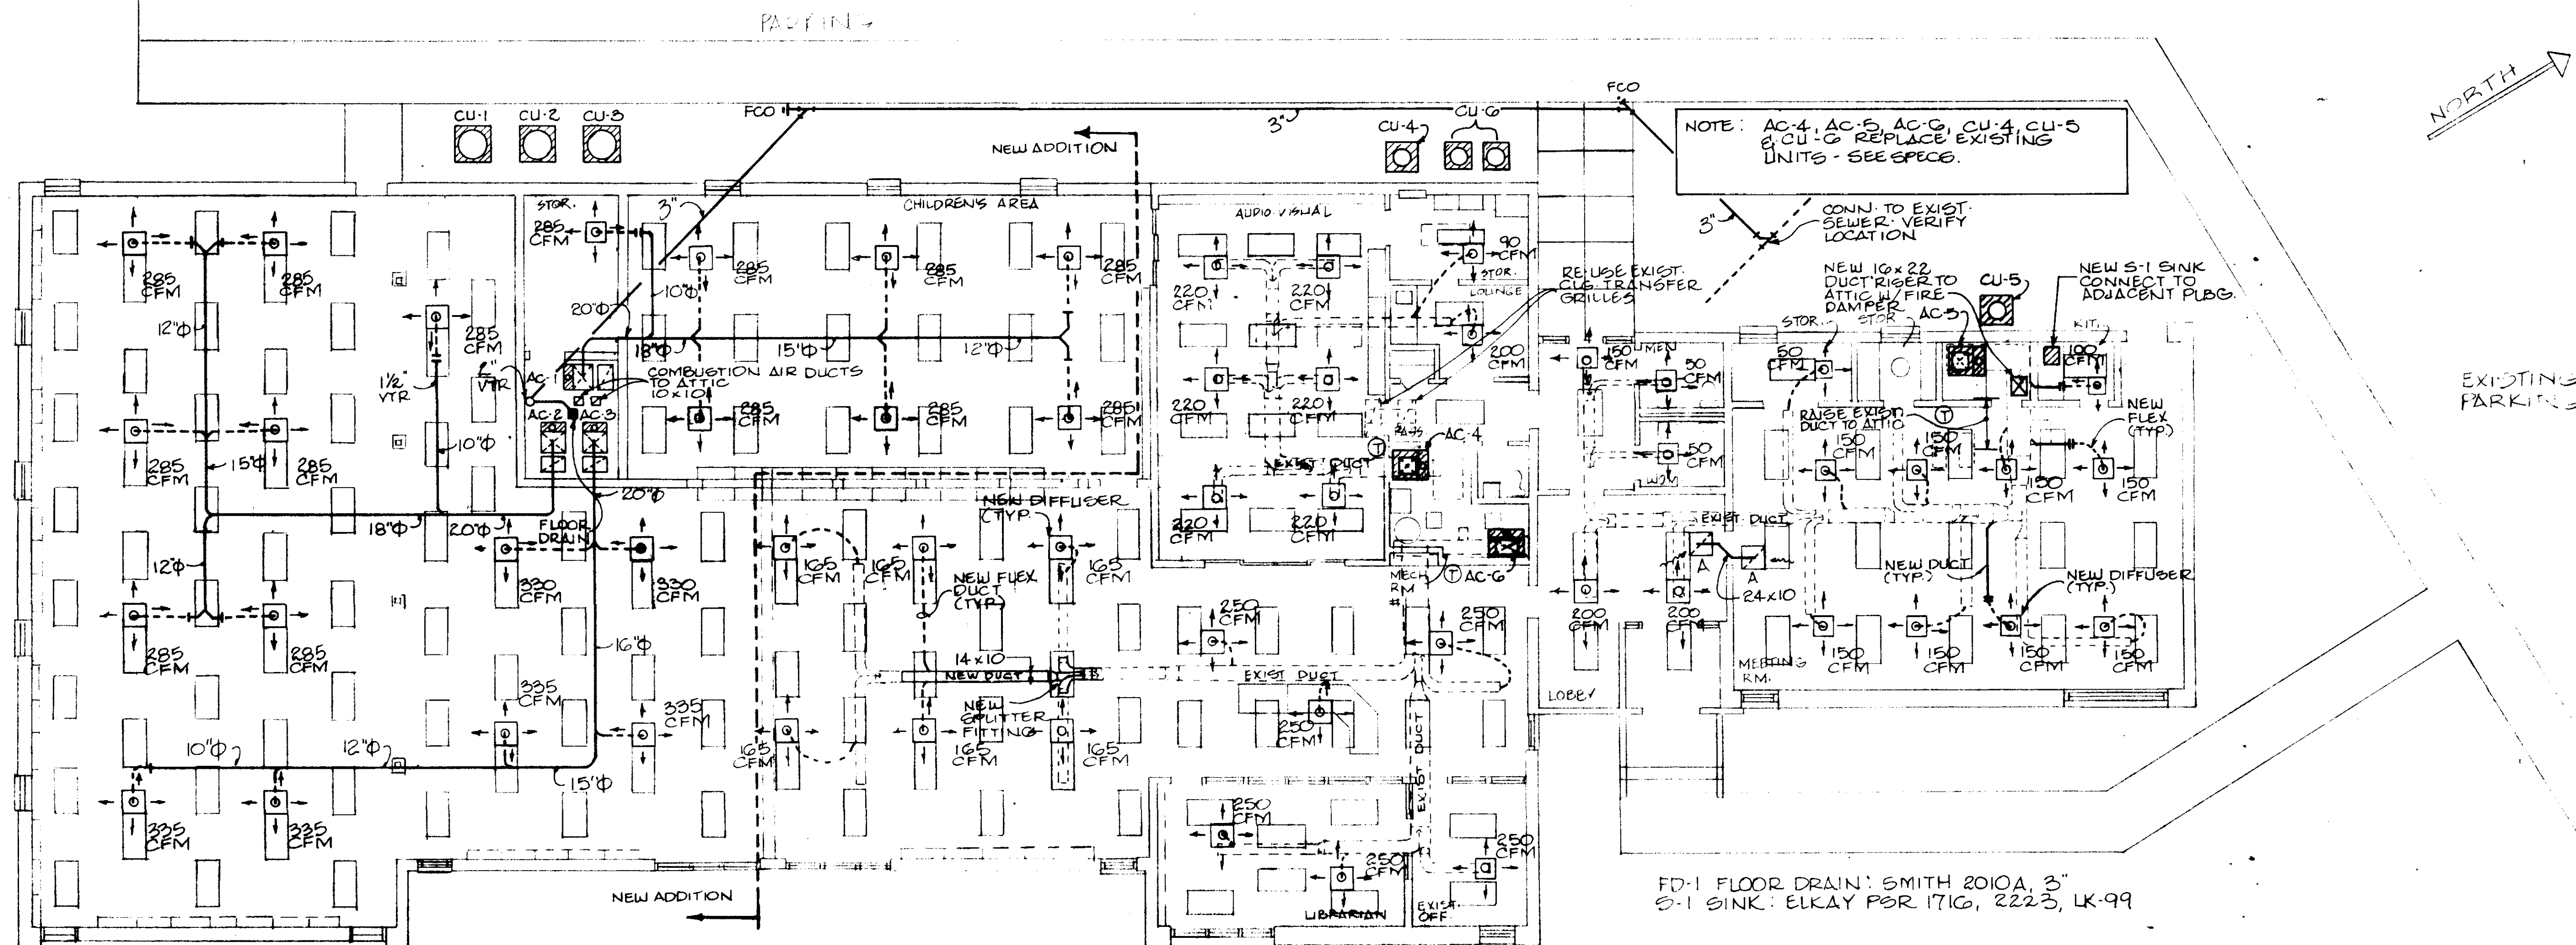 PARKING
NORTH
FCO
FCO
CU-1
CU-2
CU-3
3"
CU-4
CU-6
NEW ADDITION
NOTE: AC-4, AC-5, AC-6, CU-4, CU-5
& CU-6 REPLACE EXISTING
UNITS - SEE SPECS.
STOR.
285
CFM
3"
CHILDREN'S AREA
AUDIO-VISUAL
90
CFM
STOR.
LOUNGE
3"
CONN. TO EXIST.
SEWER. VERIFY
LOCATION
RE-USE EXIST.
CLG. TRANSFER
GRILLES
NEW 16x22
DUCT RISER TO
ATTIC W/ FIRE
DAMPER
CU-5
NEW S-1 SINK
CONNECT TO
ADJACENT PLBG.
285
CFM
285
CFM
285
CFM
285
CFM
285
CFM
10"Φ
20"Φ
220
CFM
220
CFM
STOR.
STOR.
AC-5
KIT.
12"Φ
285
CFM
18"Φ
15"Φ
12"Φ
200
CFM
150
CFM
MEN
50
CFM
50
CFM
100
CFM
1½"
VTR
2"
VTR
AC-1
COMBUSTION AIR DUCTS
TO ATTIC
10x10
EXISTING
PARKING
AC-2
AC-3
285
CFM
285
CFM
285
CFM
220
CFM
220
CFM
RAISE EXIST.
DUCT TO ATTIC
T
NEW
FLEX
(TYP.)
10"Φ
T
AC-4
50
CFM
150
CFM
150
CFM
285
CFM
15"Φ
285
CFM
EXIST DUCT
150
CFM
150
CFM
20"Φ
NEW DIFFUSER
(TYP.
18"Φ
20"Φ
FLOOR
DRAIN
220
CFM
220
CFM
EXIST DUCT
12"Φ
330
CFM
330
CFM
165
CFM
165
CFM
165
CFM
NEW FLEX
DUCT
(TYP.)
MECH
RM
T
AC-6
A
A
24x10
NEW DUCT
(TYP.)
NEW DIFFUSER
(TYP.)
250
CFM
250
CFM
200
CFM
200
CFM
285
CFM
285
CFM
16"Φ
14x10
NEW DUCT
EXIST DUCT
MEETING
RM.
150
CFM
150
CFM
150
CFM
150
CFM
LOBBY
335
CFM
335
CFM
NEW
SPLITTER
FITTING
250
CFM
10"Φ
12"Φ
15"Φ
165
CFM
165
CFM
165
CFM
EXIST DUCT
335
CFM
335
CFM
250
CFM
250
CFM
250
CFM
NEW ADDITION
LIBRARIAN
EXIST.
OFF.
FD-1 FLOOR DRAIN: SMITH 2010A, 3"
S-1 SINK: ELKAY PSR 1716, 2223, LK-99